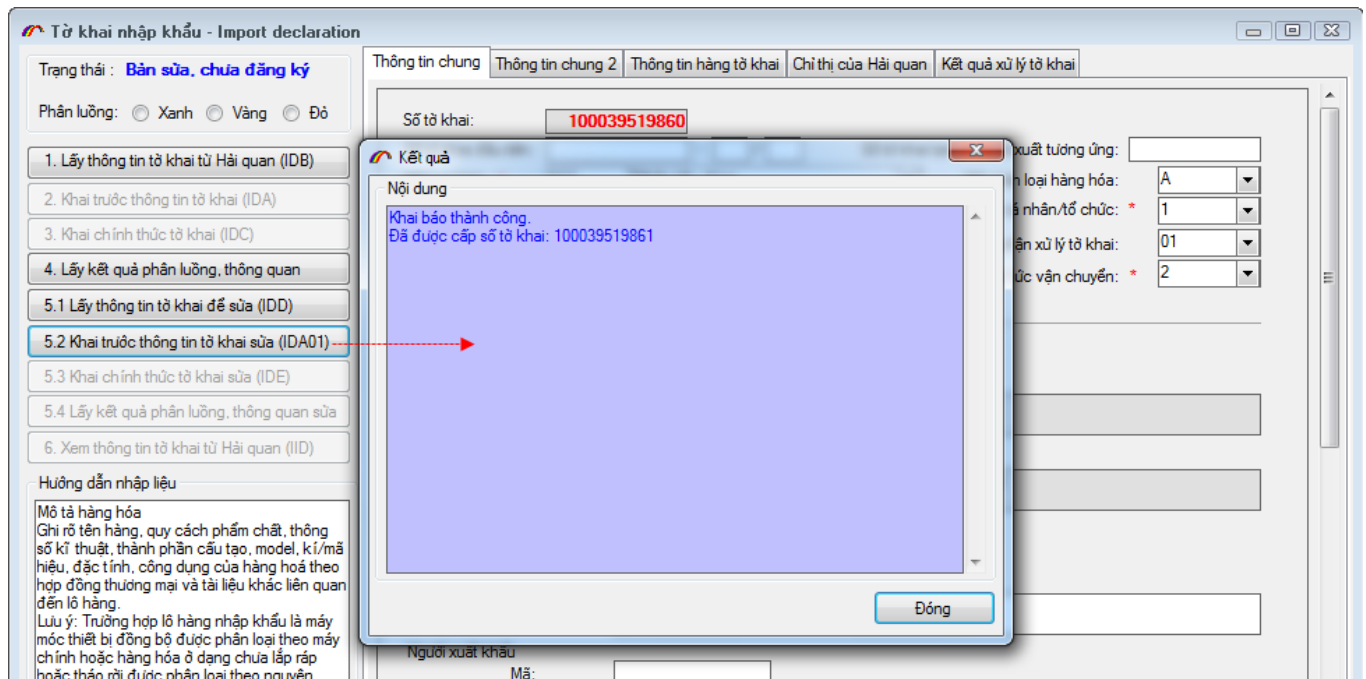 Tờ khai nhập khẩu - Import declaration
Trạng thái : Bản sửa, chưa đăng ký
Phân luồng: Xanh Vàng Đỏ
1. Lấy thông tin tờ khai từ Hải quan (IDB)
2. Khai trước thông tin tờ khai (IDA)
3. Khai chính thức tờ khai (IDC)
4. Lấy kết quả phân luồng, thông quan
5.1 Lấy thông tin tờ khai để sửa (IDD)
5.2 Khai trước thông tin tờ khai sửa (IDA01)
5.3 Khai chính thức tờ khai sửa (IDE)
5.4 Lấy kết quả phân luồng, thông quan sửa
6. Xem thông tin tờ khai từ Hải quan (IID)
Hướng dẫn nhập liệu
Mô tả hàng hóa
Ghi rõ tên hàng, quy cách phẩm chất, thông
số kĩ thuật, thành phần cấu tạo, model, kí/mã
hiệu, đặc tính, công dụng của hàng hoá theo
hợp đồng thương mại và tài liệu khác liên quan
đến lô hàng.
Lưu ý: Trường hợp lô hàng nhập khẩu là máy
móc thiết bị đồng bộ được phân loại theo máy
chính hoặc hàng hóa ở dạng chưa lắp ráp
hoặc tháo rời được phân loại theo nguyên
Thông tin chung Thông tin chung 2 Thông tin hàng tờ khai Chỉ thị của Hải quan Kết quả xử lý tờ khai
Số tờ khai: 100039519860
xuất tương ứng:
loại hàng hóa: A
nhân/tổ chức: * 1
xử lý tờ khai: 01
vận chuyển: * 2
Kết quả
Nội dung
Khai báo thành công.
Đã được cấp số tờ khai: 100039519861
Đóng
Người xuất khẩu
Mã: